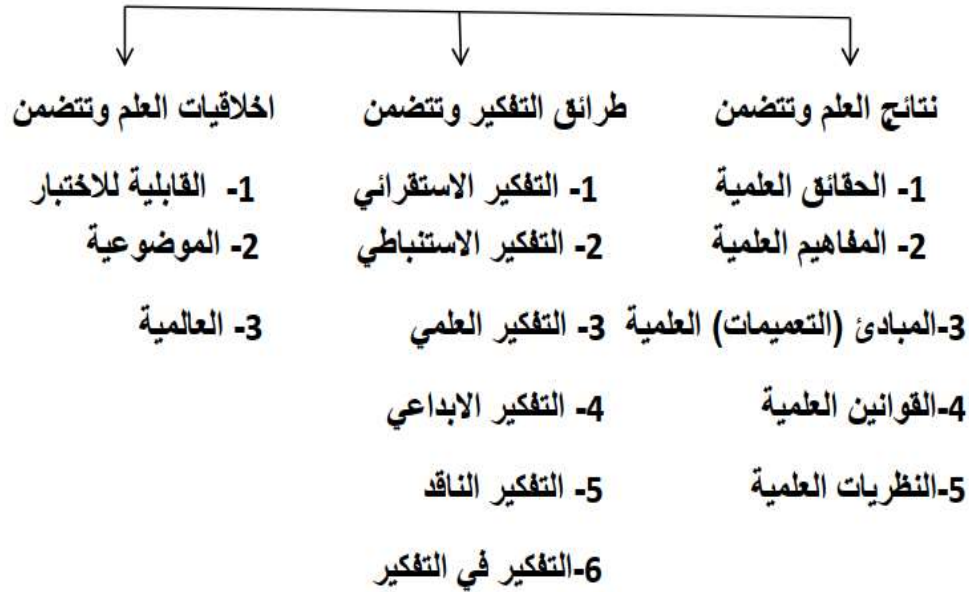 نتائج العلم وتتضمن
1- الحقائق العلمية
2- المفاهيم العلمية
3-المبادئ (التعميمات) العلمية
4-القوانين العلمية
5-النظريات العلمية
طرائق التفكير وتتضمن
1- التفكير الاستقرائي
2- التفكير الاستنباطي
3- التفكير العلمي
4- التفكير الابداعي
5- التفكير الناقد
6-التفكير في التفكير
اخلاقيات العلم وتتضمن
1- القابلية للاختبار
2- الموضوعية
3- العالمية